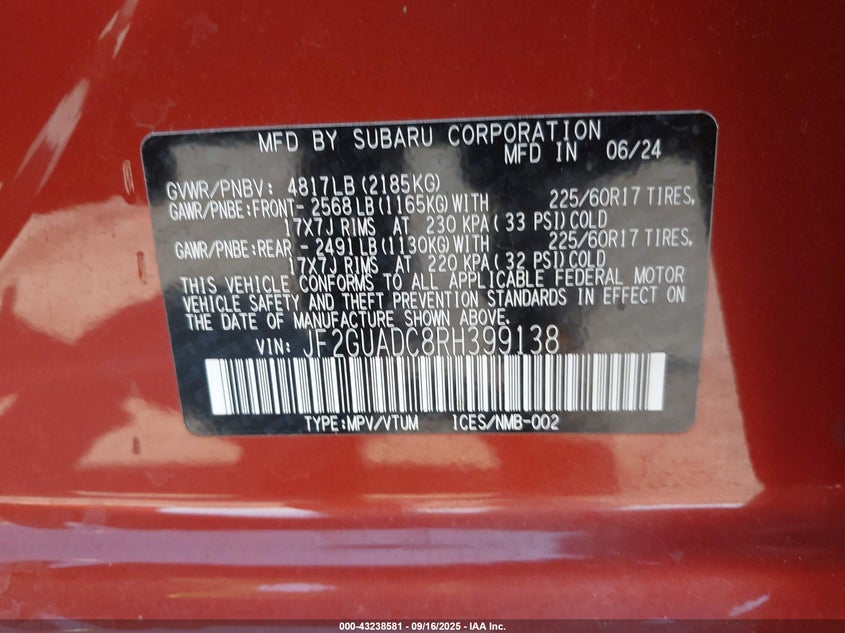 MFD BY SUBARU CORPORATION
MFD IN 06/24
GVWR/PNBV: 4817LB(2185KG)
GAWR/PNBE:FRONT-2568LB(1165KG)WITH 225/60R17 TIRES,
17X7J RIMS AT 230 KPA(33 PSI)COLD
GAWR/PNBE:REAR -2491LB(1130KG)WITH 225/60R17 TIRES,
17X7J RIMS AT 220 KPA(32 PSI)COLD
THIS VEHICLE CONFORMS TO ALL APPLICABLE FEDERAL MOTOR
VEHICLE SAFETY AND THEFT PREVENTION STANDARDS IN EFFECT ON
THE DATE OF MANUFACTURE SHOWN ABOVE.
VIN: JF2GUADC8RH399138
TYPE:MPV/VTUM ICES/NMB-002
000-43238581 - 09/16/2025 - IAA Inc.